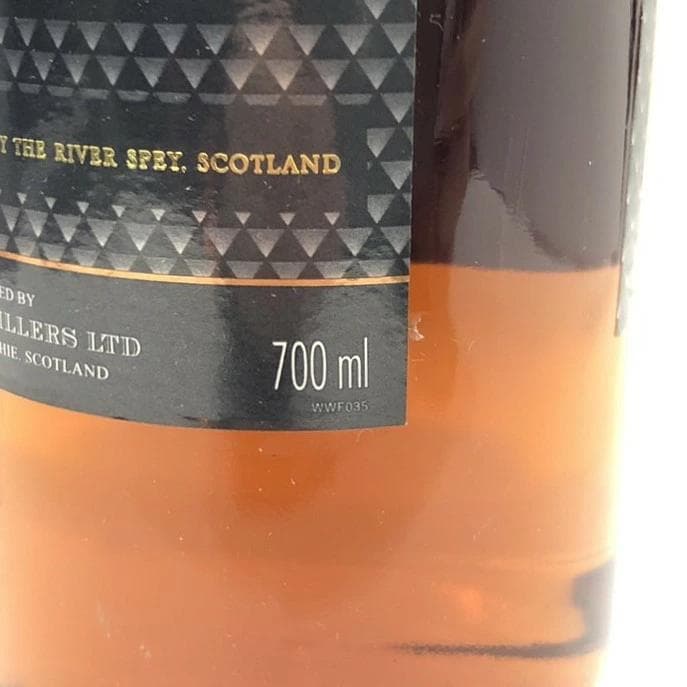 Y THE RIVER SPEY, SCOTLAND
ED BY
ILLERS LTD
HIE, SCOTLAND
700 ml
WWF035